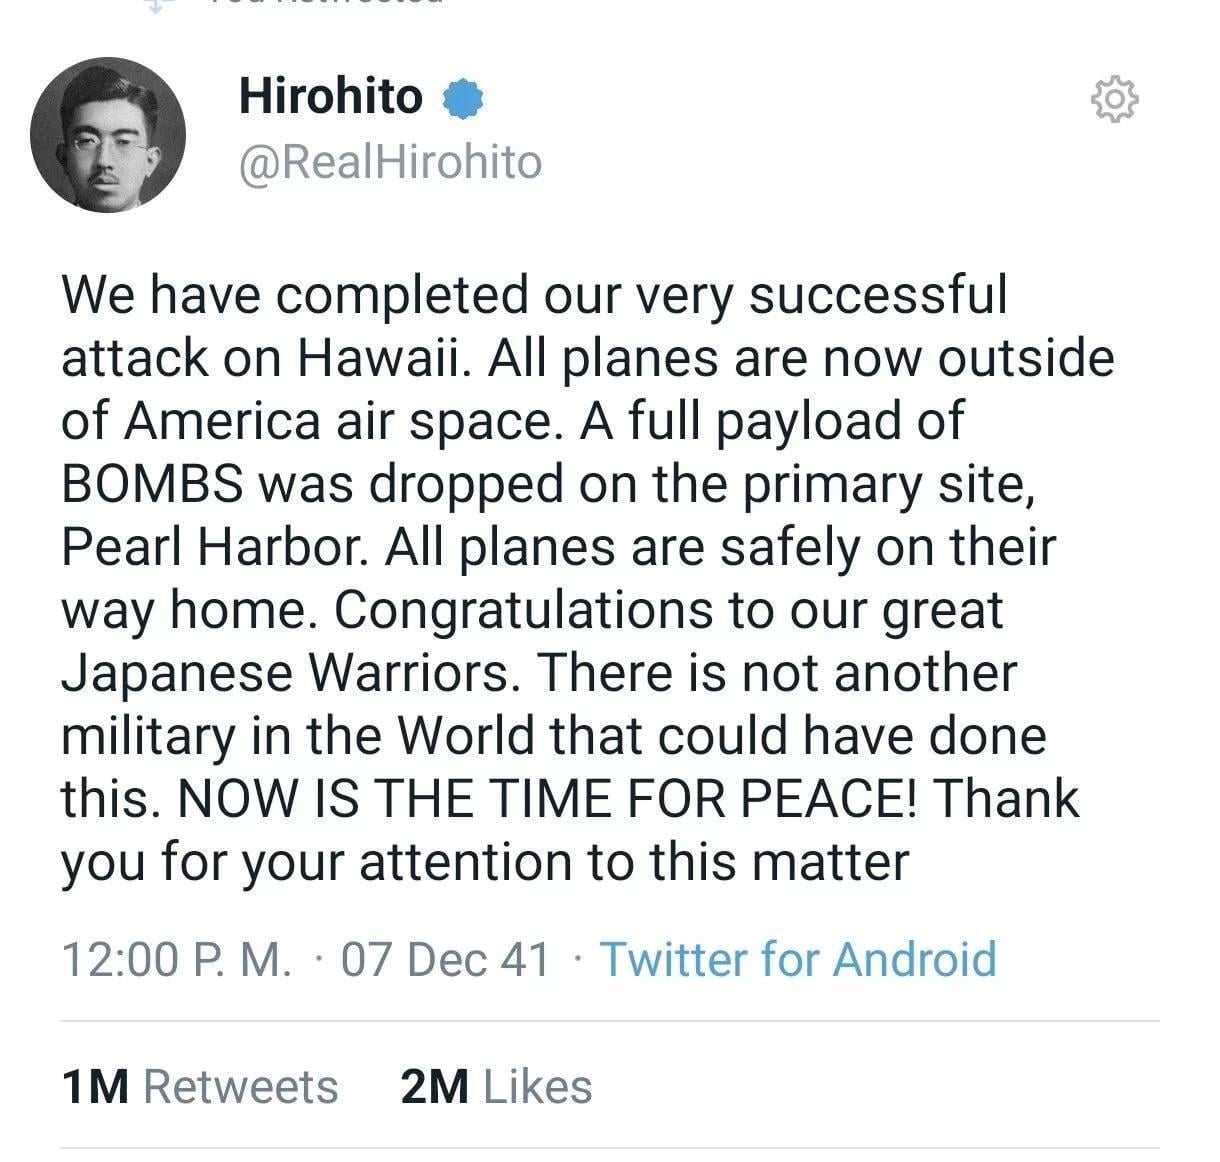 Hirohito
@RealHirohito
We have completed our very successful
attack on Hawaii. All planes are now outside
of America air space. A full payload of
BOMBS was dropped on the primary site,
Pearl Harbor. All planes are safely on their
way home. Congratulations to our great
Japanese Warriors. There is not another
military in the World that could have done
this. NOW IS THE TIME FOR PEACE! Thank
you for your attention to this matter
12:00 P. M. · 07 Dec 41 · Twitter for Android
1M Retweets 2M Likes